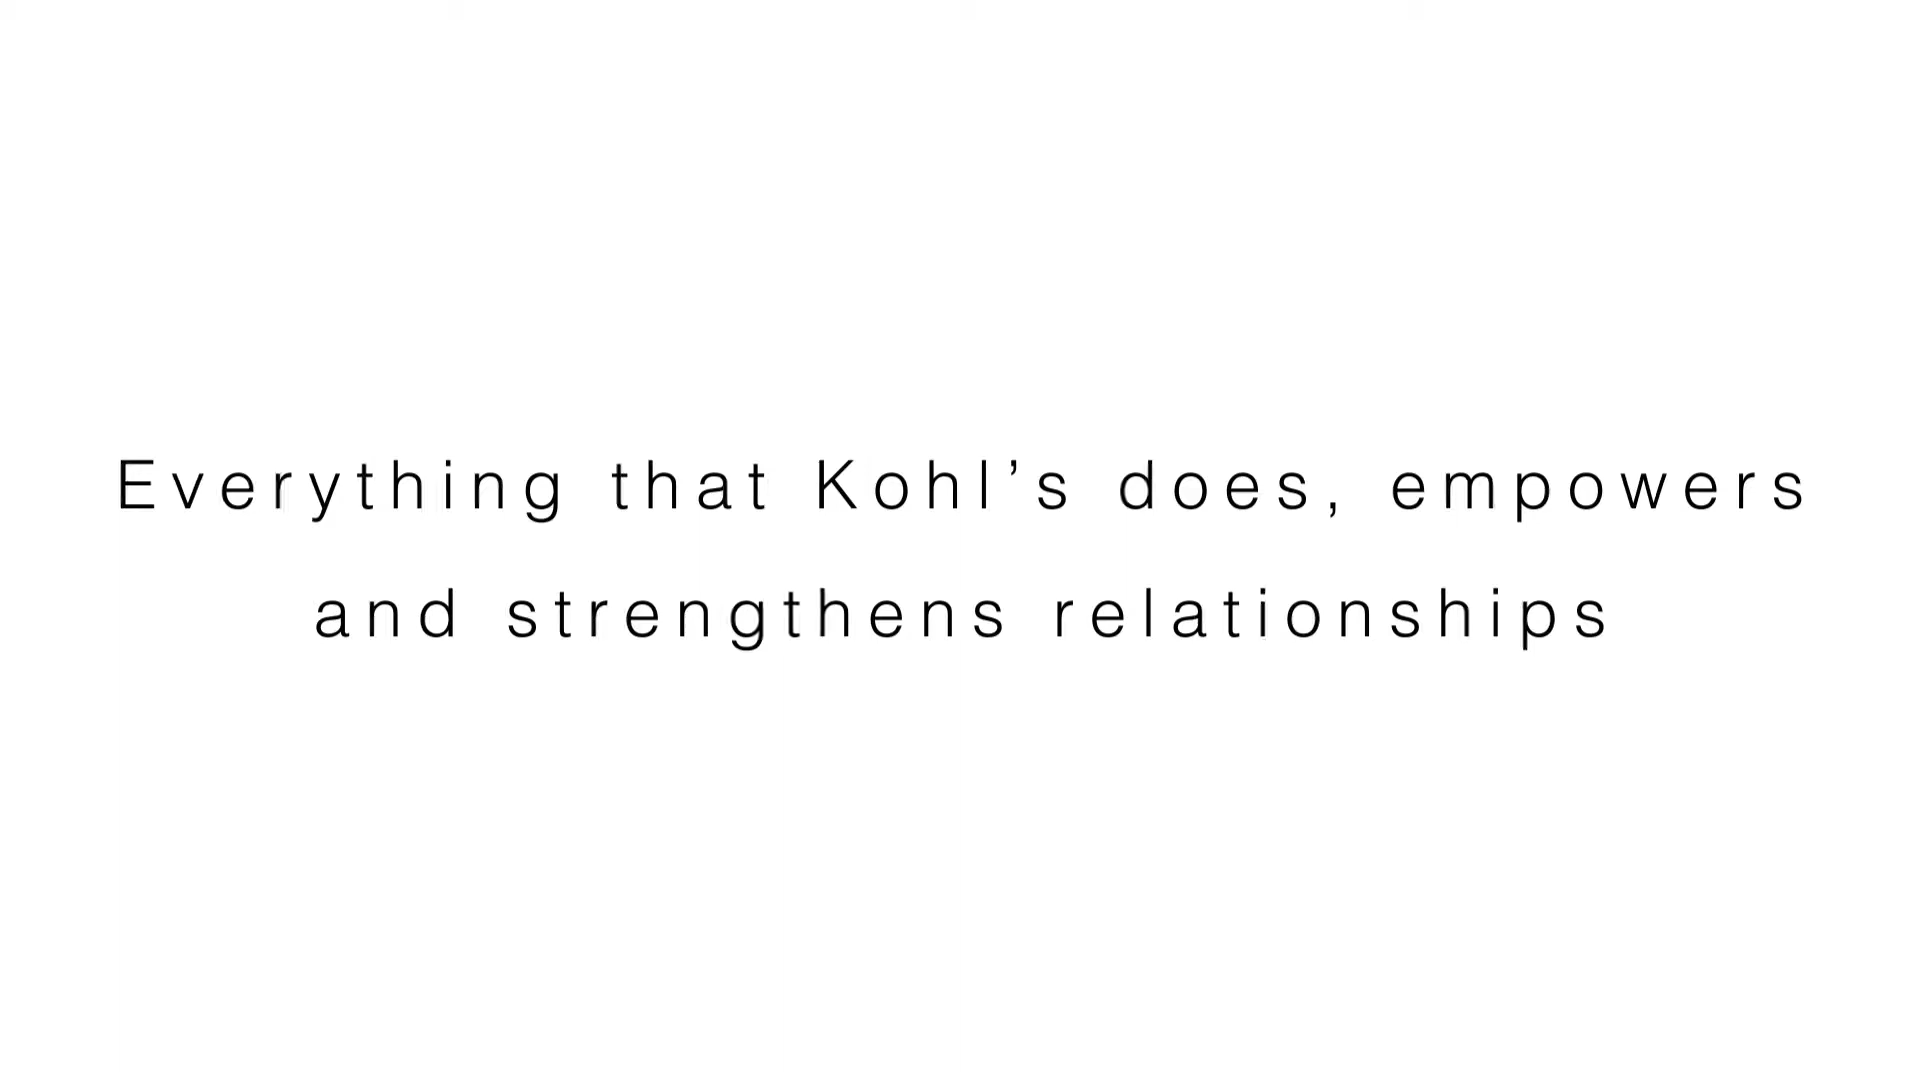 Everything that Kohl’s does, empowers
and strengthens relationships